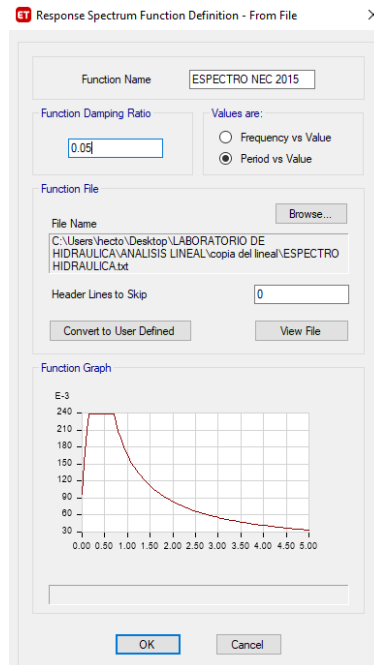 ET Response Spectrum Function Definition - From File
Function Name ESPECTRO NEC 2015
Function Damping Ratio
0.05
Values are:
Frequency vs Value
Period vs Value
Function File
Browse...
File Name
C:\Users\hecto\Desktop\LABORATORIO DE
HIDRAULICA\ANALISIS LINEAL\copia del lineal\ESPECTRO
HIDRAULICA.txt
Header Lines to Skip 0
Convert to User Defined View File
Function Graph
E-3
240
210
180
150
120
90
60
30
0.00 0.50 1.00 1.50 2.00 2.50 3.00 3.50 4.00 4.50 5.00
OK Cancel